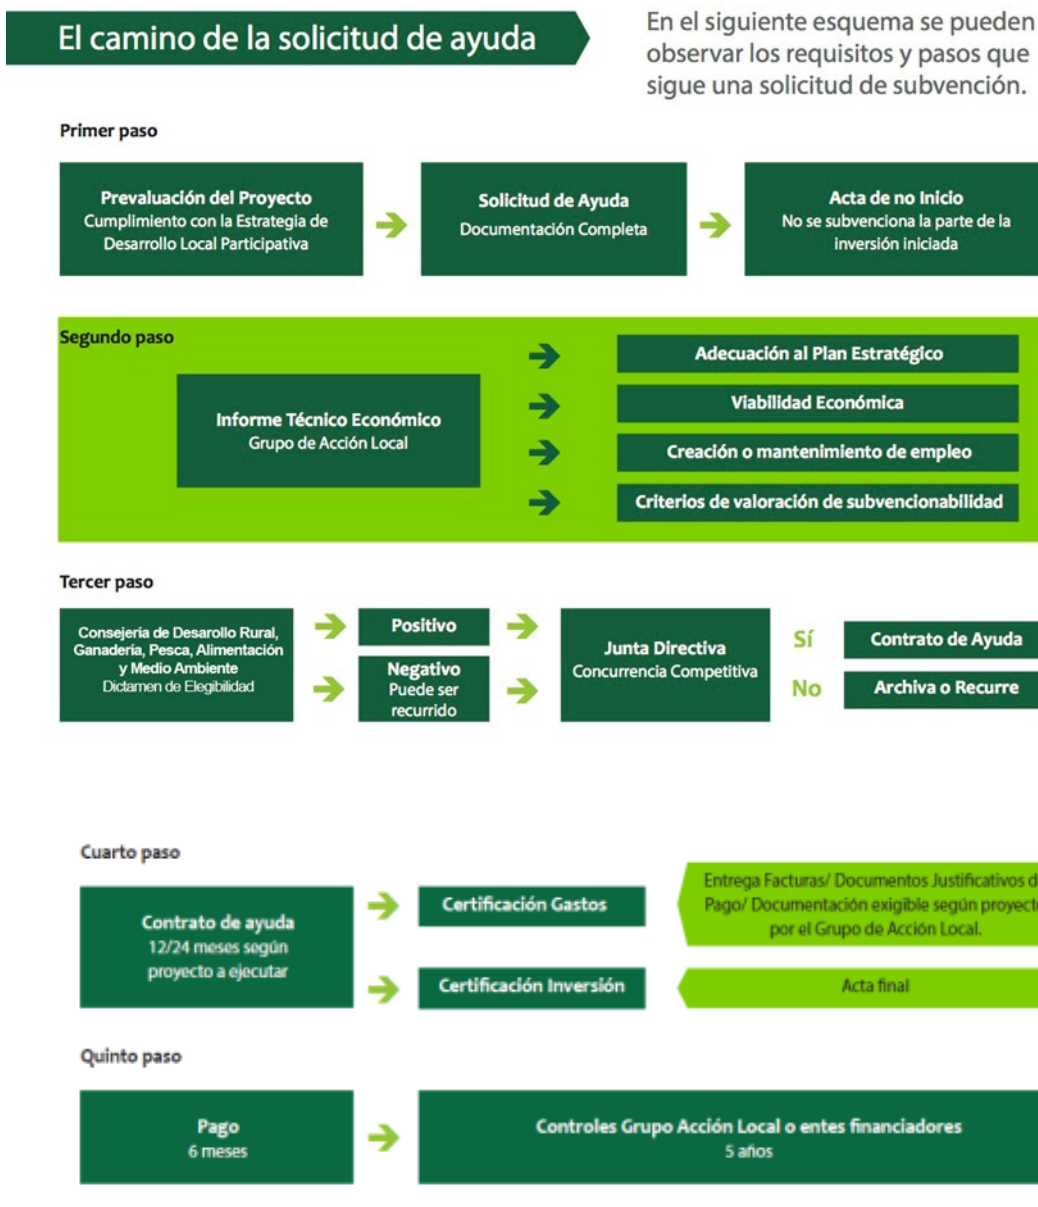 El camino de la solicitud de ayuda
En el siguiente esquema se pueden
observar los requisitos y pasos que
sigue una solicitud de subvención.
Primer paso
Prevaluación del Proyecto
Cumplimiento con la Estrategia de
Desarrollo Local Participativa
Solicitud de Ayuda
Documentación Completa
Acta de no Inicio
No se subvenciona la parte de la
inversión iniciada
Segundo paso
Informe Técnico Económico
Grupo de Acción Local
Adecuación al Plan Estratégico
Viabilidad Económica
Creación o mantenimiento de empleo
Criterios de valoración de subvencionabilidad
Tercer paso
Consejería de Desarollo Rural,
Ganadería, Pesca, Alimentación
y Medio Ambiente
Dictamen de Elegibilidad
Positivo
Negativo
Puede ser
recurrido
Junta Directiva
Concurrencia Competitiva
Sí
Contrato de Ayuda
No
Archiva o Recurre
Cuarto paso
Contrato de ayuda
12/24 meses según
proyecto a ejecutar
Certificación Gastos
Entrega Facturas/ Documentos Justificativos
Pago/ Documentación exigible según
por el Grupo de Acción Local.
Certificación Inversión
Acta final
Quinto paso
Pago
6 meses
Controles Grupo Acción Local o entes financiadores
5 años